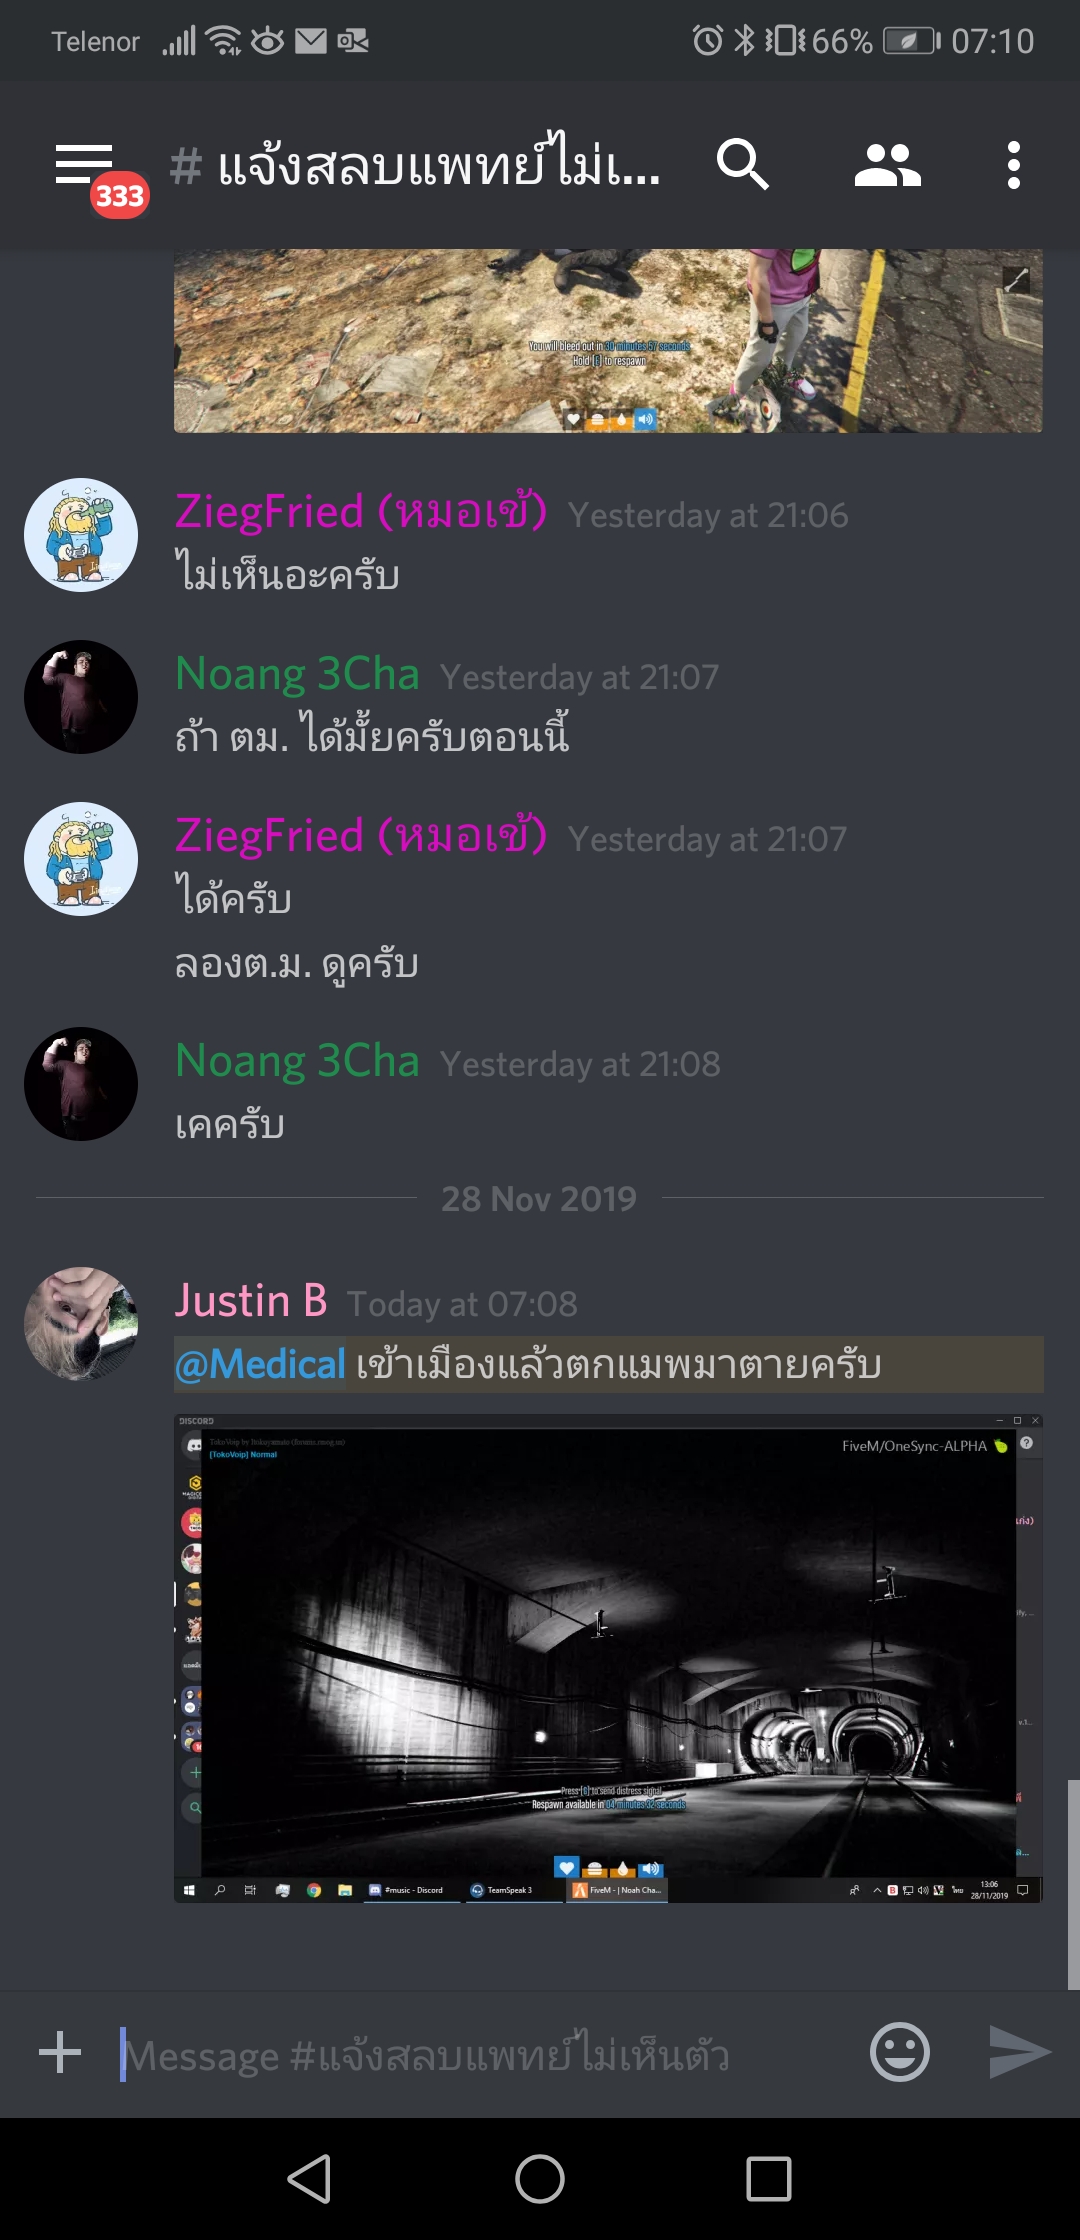 Telenor 66% 07:10
333
# แจ้งสลบแพทย์ไม่เ...
You will bleed out in 30 minutes 57 seconds
Hold [E] to respawn
ZiegFried (หมอเข้) Yesterday at 21:06
ไม่เห็นอะครับ
Noang 3Cha Yesterday at 21:07
ถ้า ตม. ได้มั้ยครับตอนนี้
ZiegFried (หมอเข้) Yesterday at 21:07
ได้ครับ
ลองต.ม. ดูครับ
Noang 3Cha Yesterday at 21:08
เคครับ
28 Nov 2019
Justin B Today at 07:08
@Medical เข้าเมืองแล้วตกแมพมาตายครับ
DISCORD
[TokoVoip] Normal
FiveM/OneSync-ALPHA
Press [G] to send distress signal
Respawn available in 04 minutes 32 seconds
#music - Discord TeamSpeak 3 FiveM - | Noah Cha...
13:06
28/11/2019
Message #แจ้งสลบแพทย์ไม่เห็นตัว